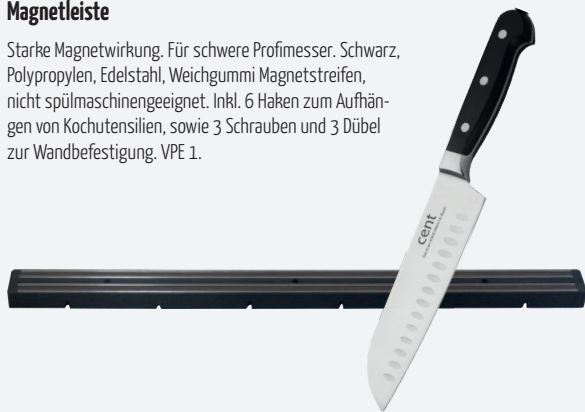 Magnetleiste
Starke Magnetwirkung. Für schwere Profimesser. Schwarz,
Polypropylen, Edelstahl, Weichgummi Magnetstreifen,
nicht spülmaschinengeeignet. Inkl. 6 Haken zum Aufhän-
gen von Kochutensilien, sowie 3 Schrauben und 3 Dübel
zur Wandbefestigung. VPE 1.
cent